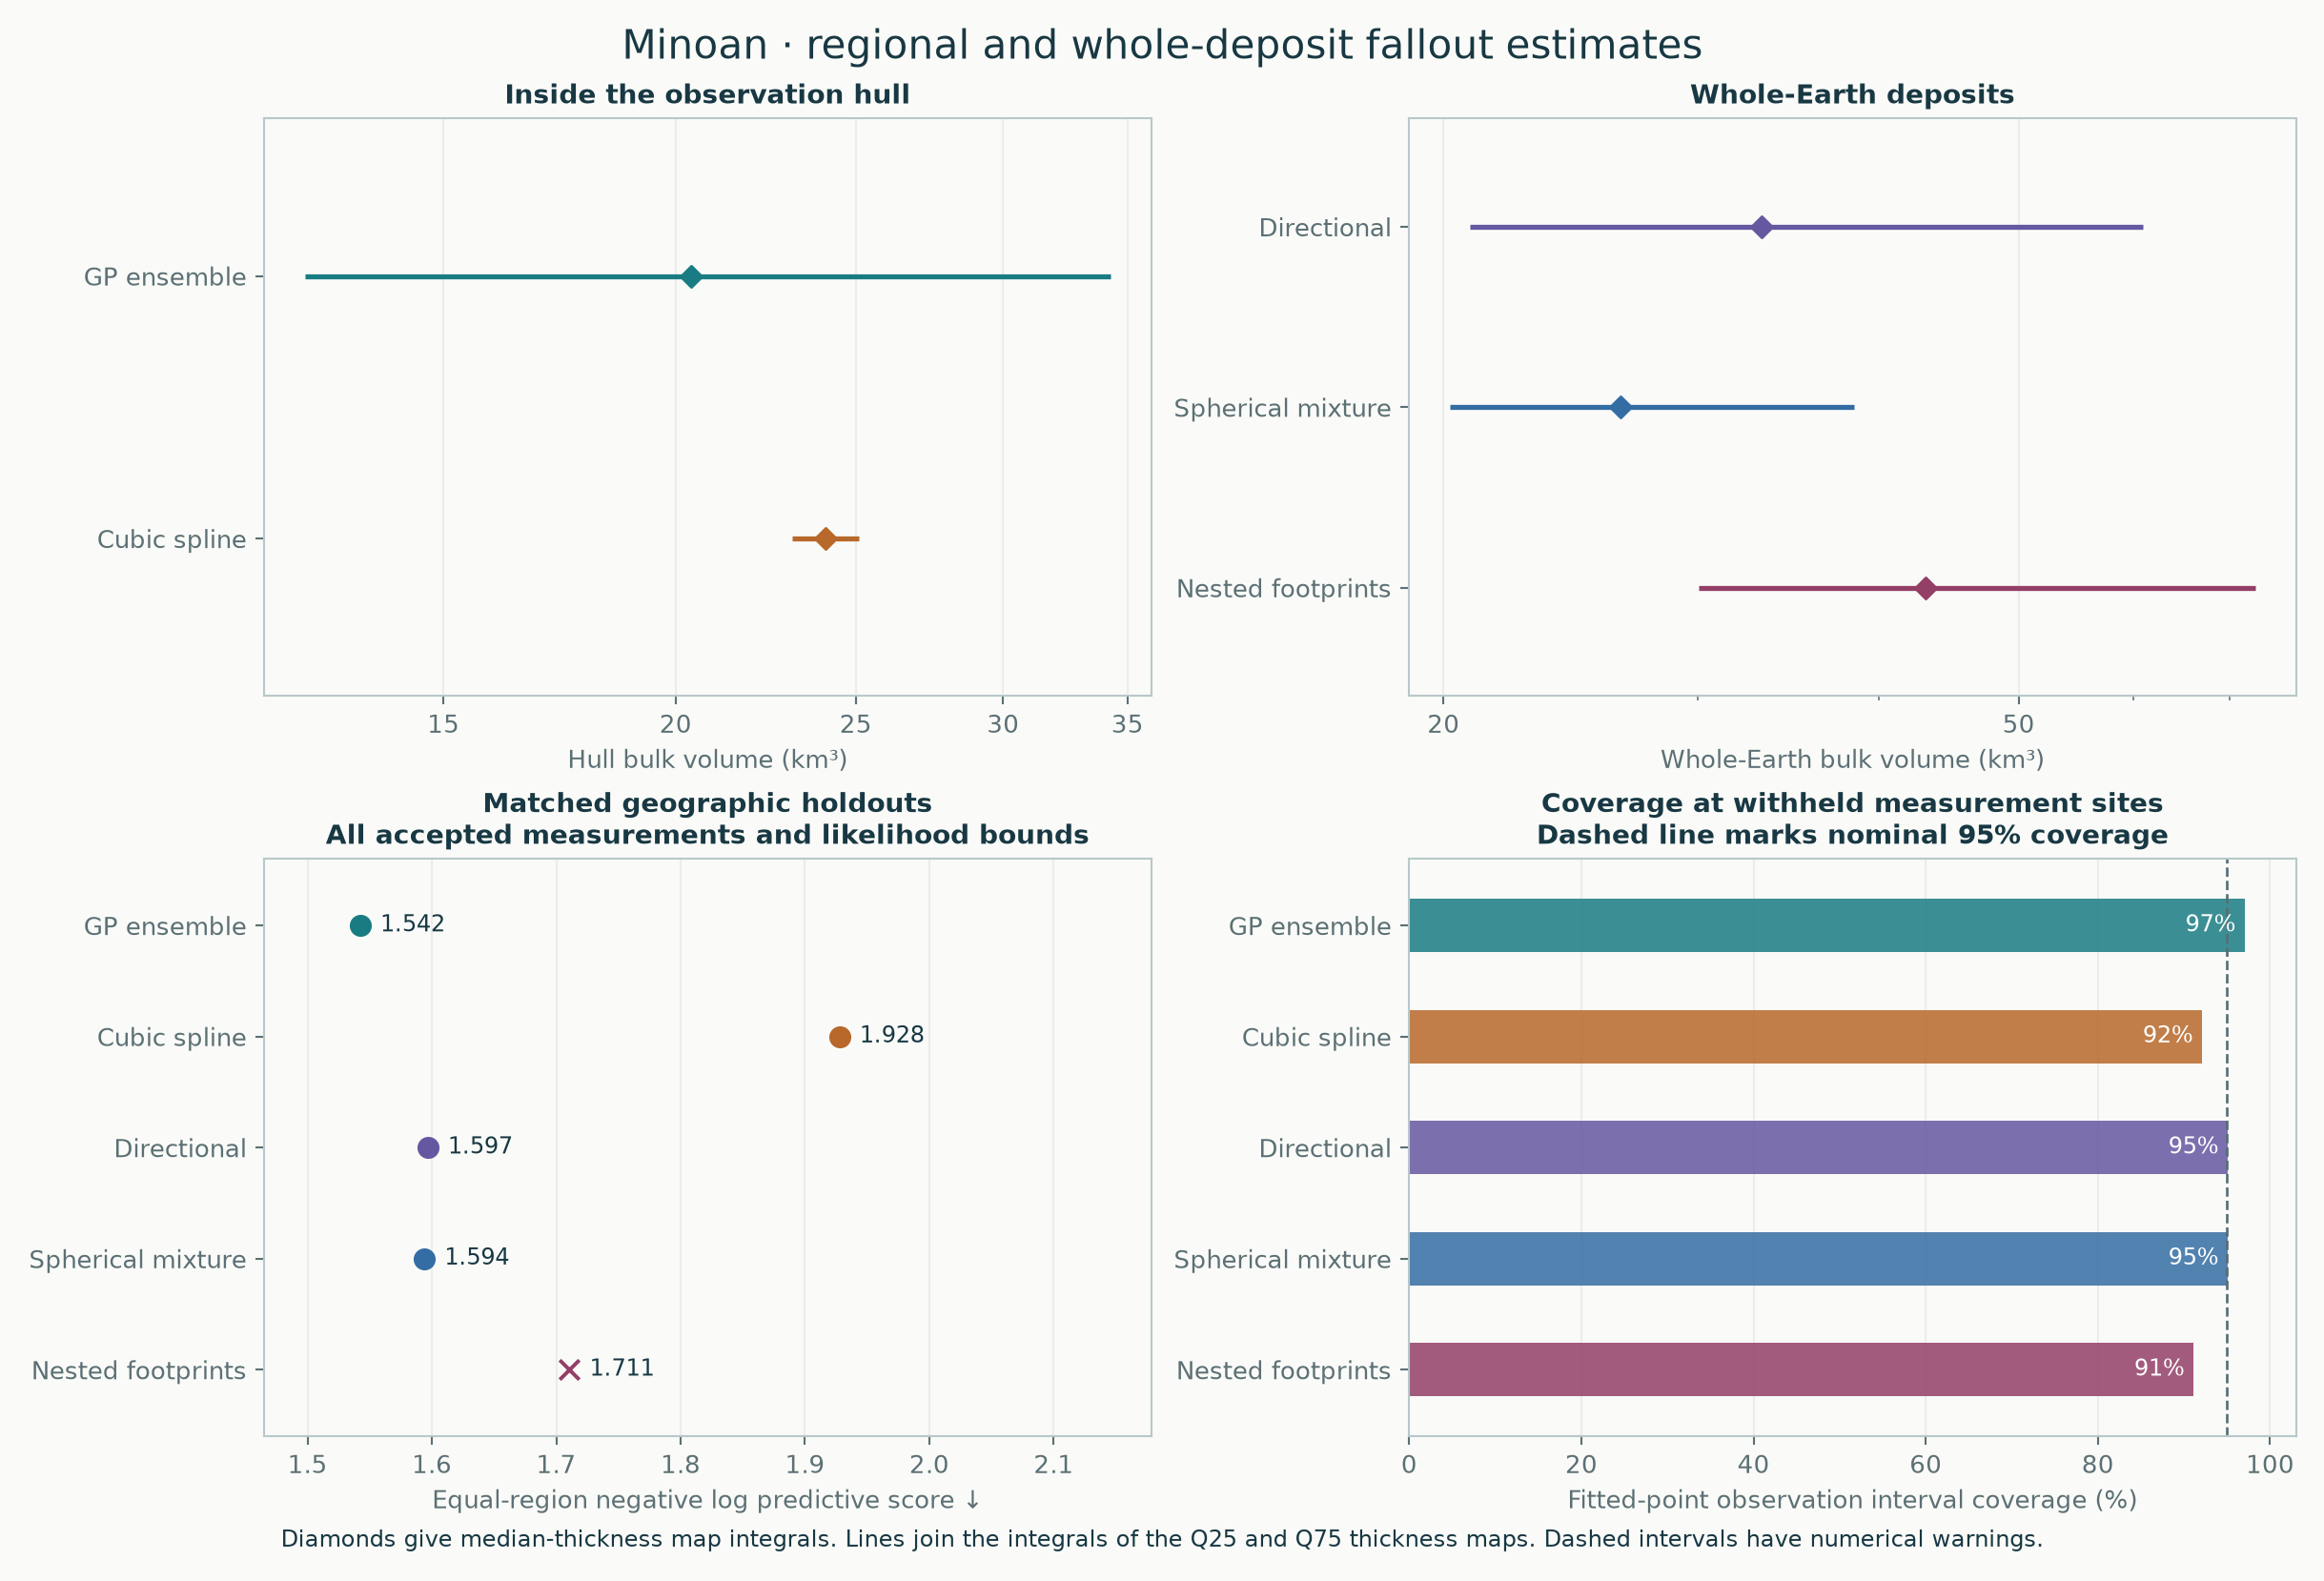 Minoan · regional and whole-deposit fallout estimates
Inside the observation hull
GP ensemble
Cubic spline
15 20 25 30 35
Hull bulk volume (km³)
Whole-Earth deposits
Directional
Spherical mixture
Nested footprints
20 50
Whole-Earth bulk volume (km³)
Matched geographic holdouts
All accepted measurements and likelihood bounds
GP ensemble 1.542
Cubic spline 1.928
Directional 1.597
Spherical mixture 1.594
Nested footprints 1.711
1.5 1.6 1.7 1.8 1.9 2.0 2.1
Equal-region negative log predictive score ↓
Coverage at withheld measurement sites
Dashed line marks nominal 95% coverage
GP ensemble 97%
Cubic spline 92%
Directional 95%
Spherical mixture 95%
Nested footprints 91%
0 20 40 60 80 100
Fitted-point observation interval coverage (%)
Diamonds give median-thickness map integrals. Lines join the integrals of the Q25 and Q75 thickness maps. Dashed intervals have numerical warnings.